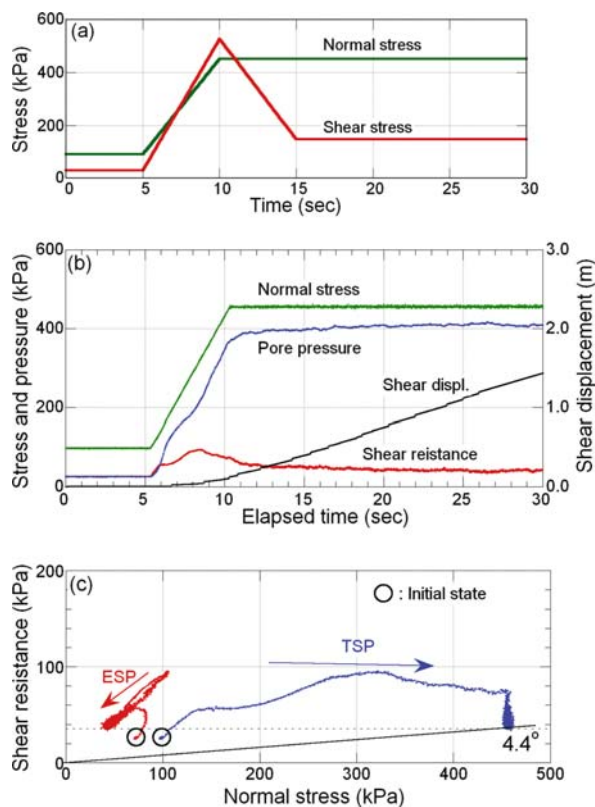 (a)
600
400
200
0
Stress (kPa)
Normal stress
Shear stress
0 5 10 15 20 25 30
Time (sec)
(b)
600
400
200
0
Stress and pressure (kPa)
3.0
2.0
1.0
0.0
Shear displacement (m)
Normal stress
Pore pressure
Shear displ.
Shear reistance
0 5 10 15 20 25 30
Elapsed time (sec)
(c)
200
100
0
Shear resistance (kPa)
: Initial state
ESP
TSP
4.4°
0 100 200 300 400 500
Normal stress (kPa)